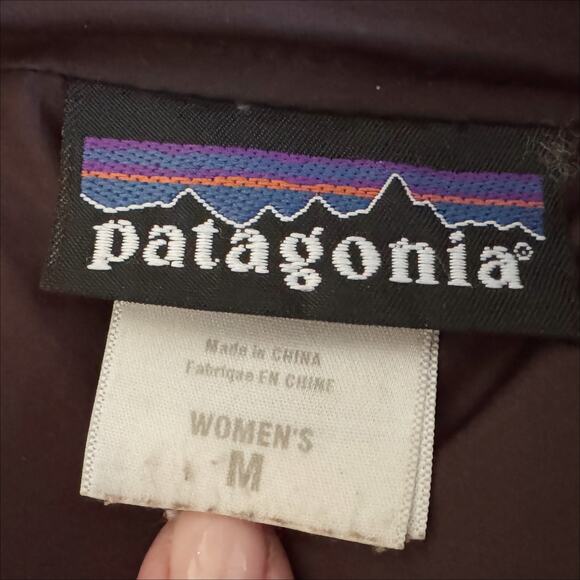 patagonia®
Made in CHINA
Fabriqué EN CHINE
WOMEN'S
M